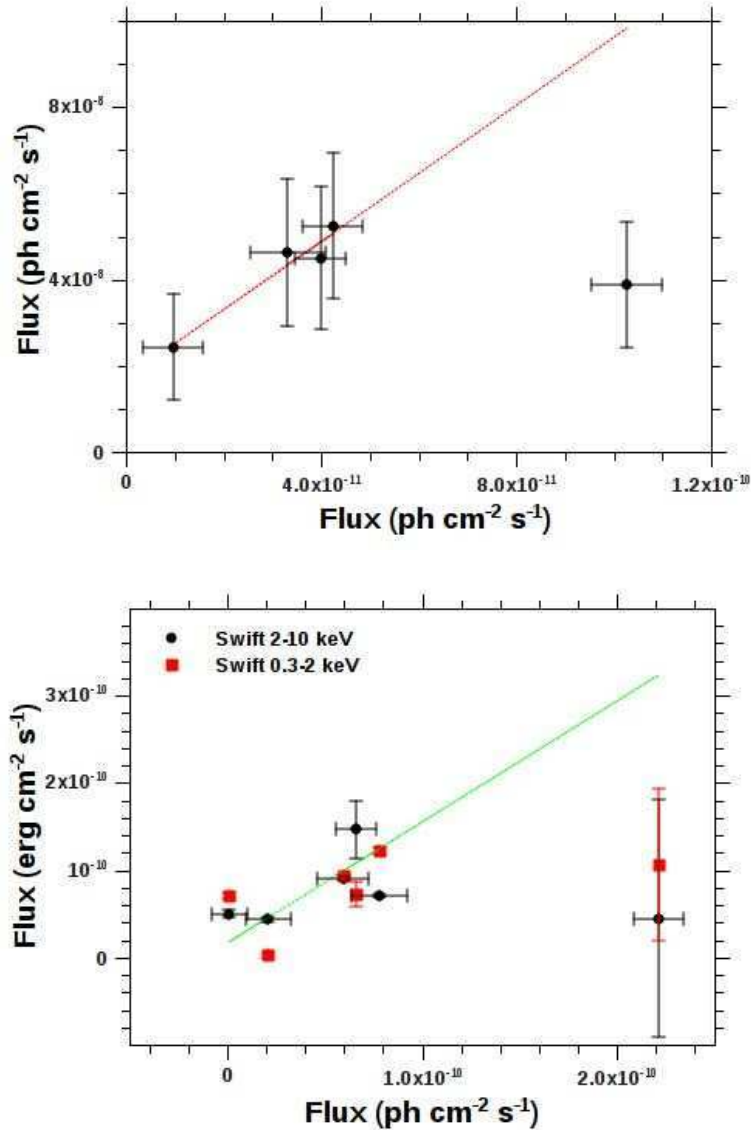 8x10⁻⁸
4x10⁻⁸
0
Flux (ph cm⁻² s⁻¹)
0 4.0x10⁻¹¹ 8.0x10⁻¹¹ 1.2x10⁻¹⁰
Flux (ph cm⁻² s⁻¹)
Swift 2-10 keV
Swift 0.3-2 keV
3x10⁻¹⁰
2x10⁻¹⁰
1x10⁻¹⁰
0
Flux (erg cm⁻² s⁻¹)
0 1.0x10⁻¹⁰ 2.0x10⁻¹⁰
Flux (ph cm⁻² s⁻¹)